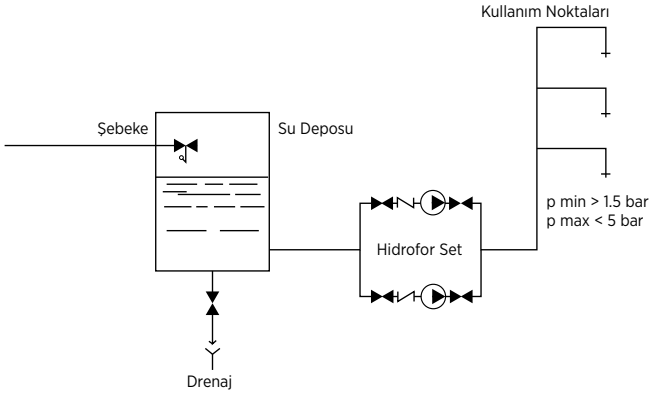 Kullanım Noktaları
Şebeke
Su Deposu
p min > 1.5 bar
p max < 5 bar
Hidrofor Set
Drenaj